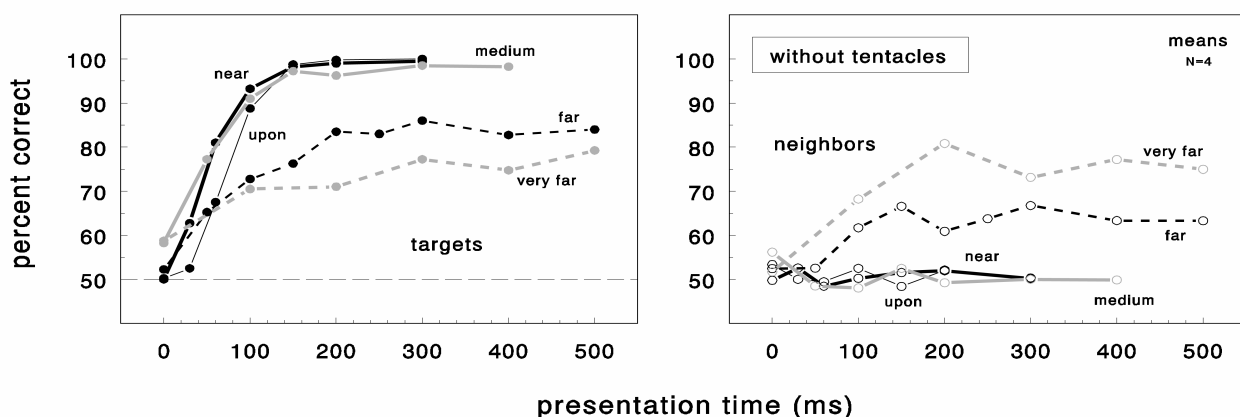 percent correct
100
90
80
70
60
50
near
medium
upon
far
very far
targets
0 100 200 300 400 500
without tentacles
means
N=4
100
90
80
70
60
50
neighbors
very far
far
near
upon
medium
0 100 200 300 400 500
presentation time (ms)